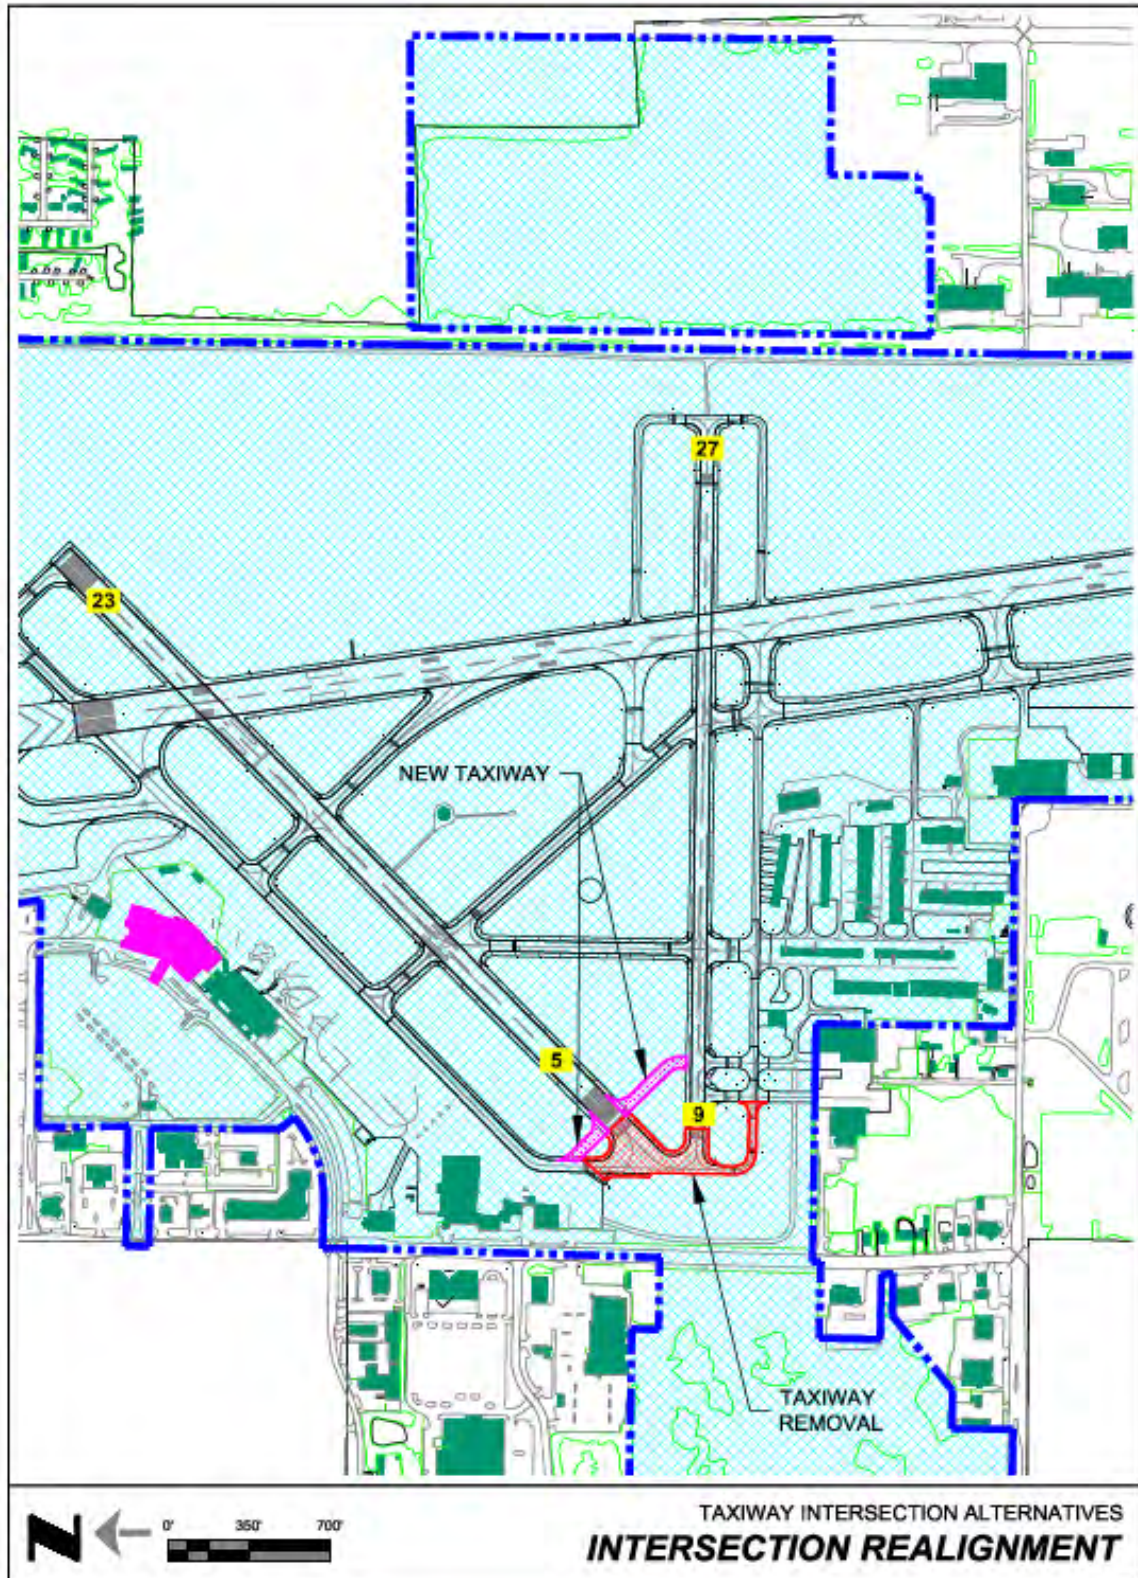 27
23
NEW TAXIWAY
5
9
TAXIWAY
REMOVAL
N
0' 350' 700'
TAXIWAY INTERSECTION ALTERNATIVES
INTERSECTION REALIGNMENT